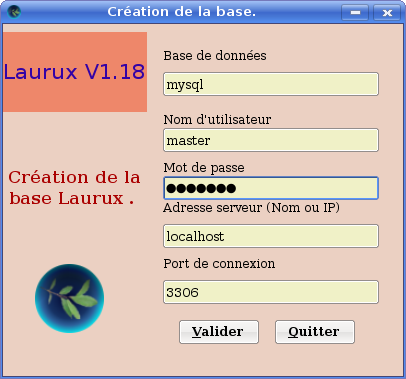 Création de la base.
Laurux V1.18
Base de données
mysql
Nom d'utilisateur
master
Mot de passe
●●●●●●●
Création de la
base Laurux .
Adresse serveur (Nom ou IP)
localhost
Port de connexion
3306
Valider
Quitter